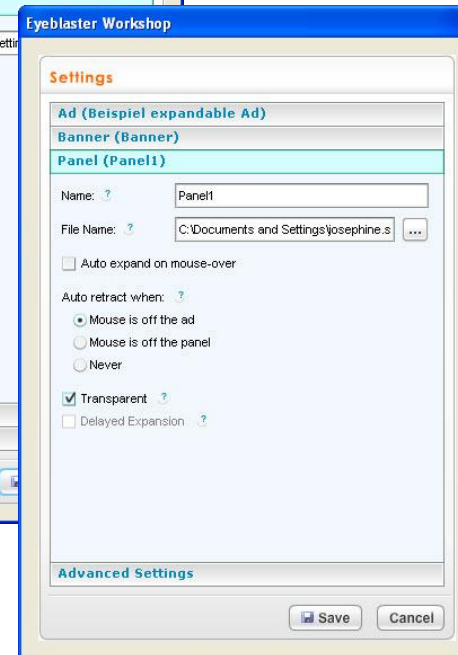 Eyeblaster Workshop
Settings
Ad (Beispiel expandable Ad)
Banner (Banner)
Panel (Panel1)
Name: ? Panel1
File Name: ? C:\Documents and Settings\josephine.s ...
Auto expand on mouse-over
Auto retract when: ?
Mouse is off the ad
Mouse is off the panel
Never
Transparent ?
Delayed Expansion ?
Advanced Settings
Save Cancel